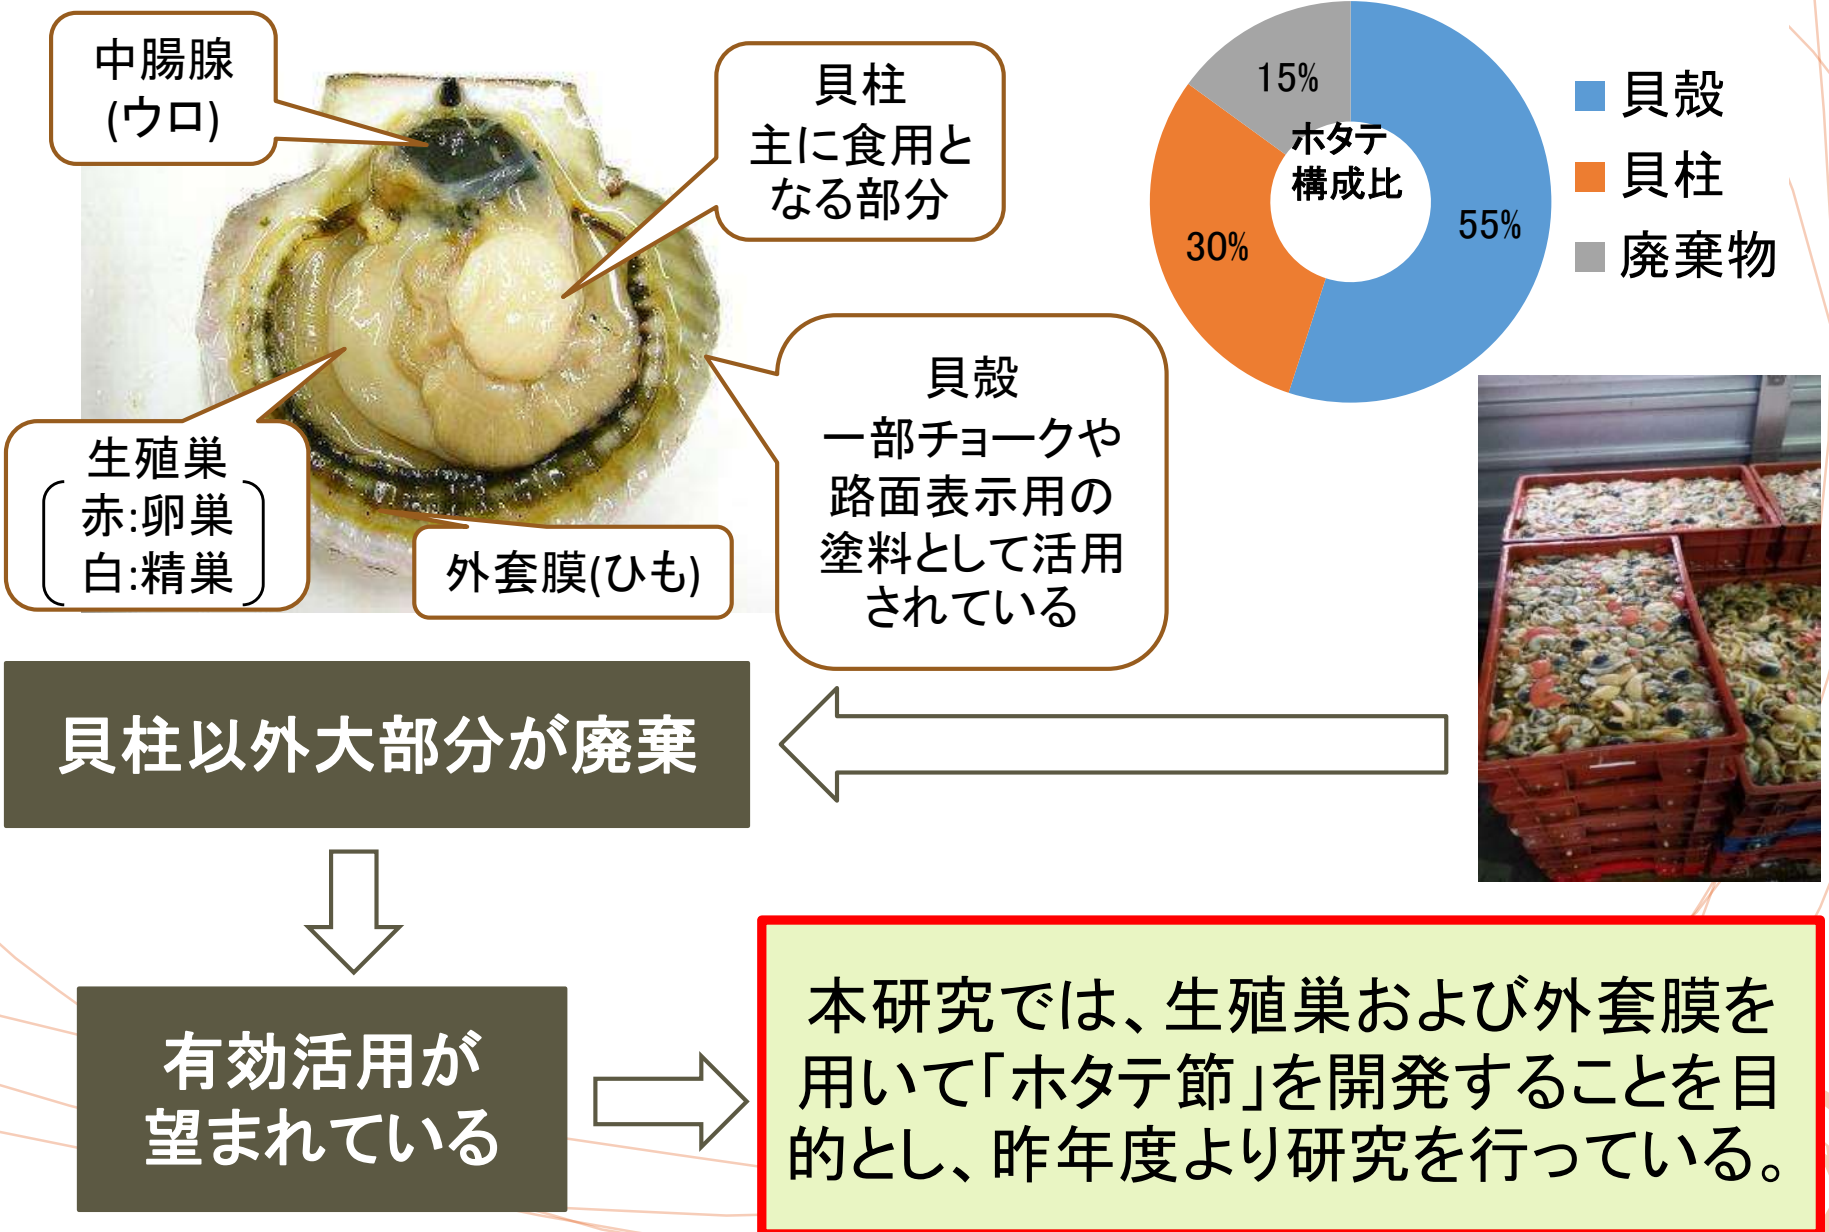 中腸腺
(ウロ)
貝柱
主に食用と
なる部分
15%
30%
55%
ホタテ
構成比
貝殻
貝柱
廃棄物
貝殻
一部チョークや
路面表示用の
塗料として活用
されている
生殖巣
赤:卵巣
白:精巣
外套膜(ひも)
貝柱以外大部分が廃棄
有効活用が
望まれている
本研究では、生殖巣および外套膜を
用いて「ホタテ節」を開発することを目
的とし、昨年度より研究を行っている。